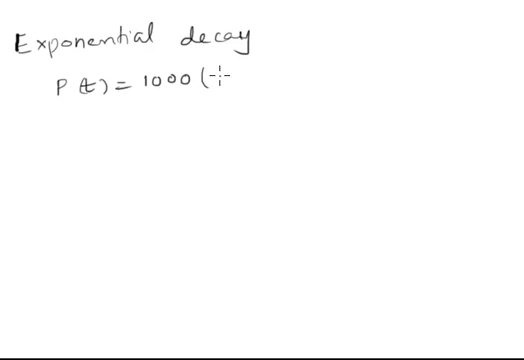 Exponential decay
P(t) = 1000 (